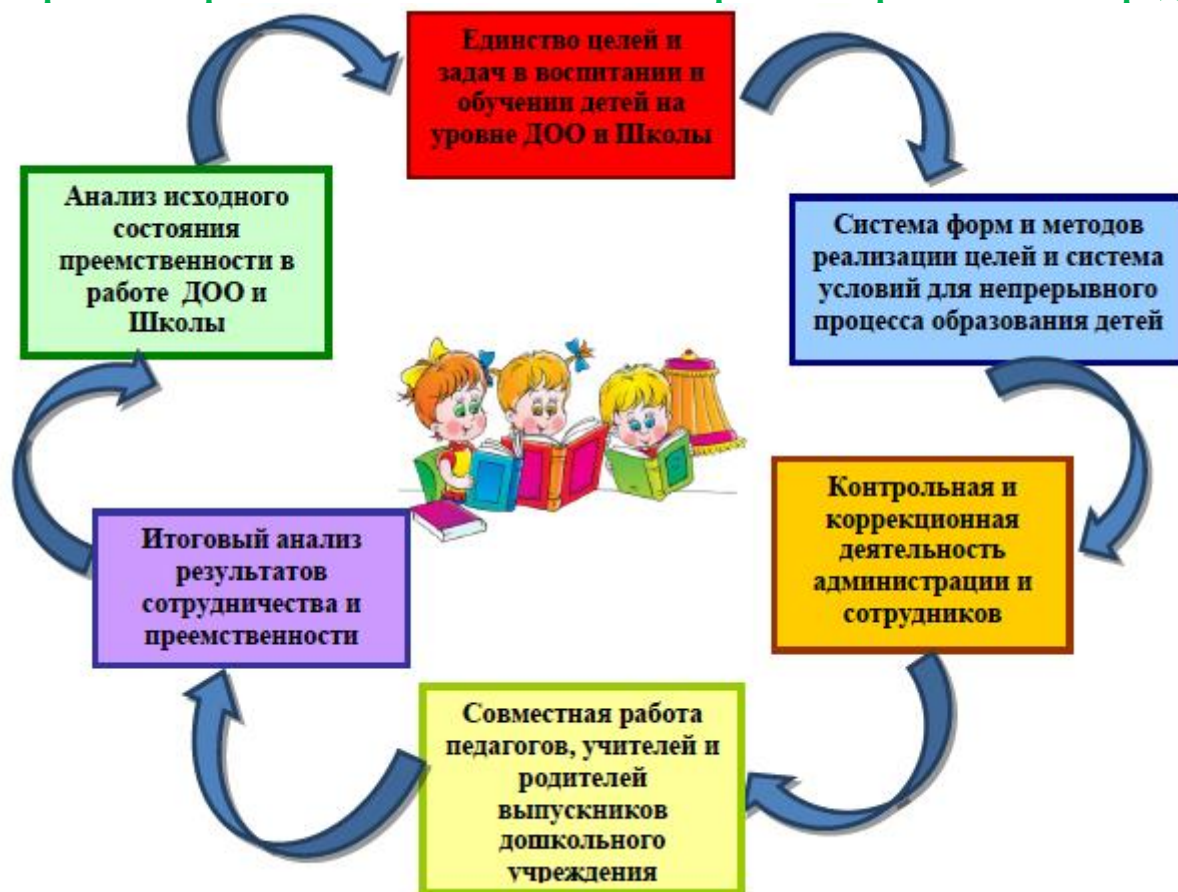 Единство целей и
задач в воспитании и
обучении детей на
уровне ДОО и Школы
Система форм и методов
реализации целей и система
условий для непрерывного
процесса образования детей
Контрольная и
коррекционная
деятельность
администрации и
сотрудников
Совместная работа
педагогов, учителей и
родителей
выпускников
дошкольного
учреждения
Итоговый анализ
результатов
сотрудничества и
преемственности
Анализ исходного
состояния
преемственности в
работе ДОО и
Школы